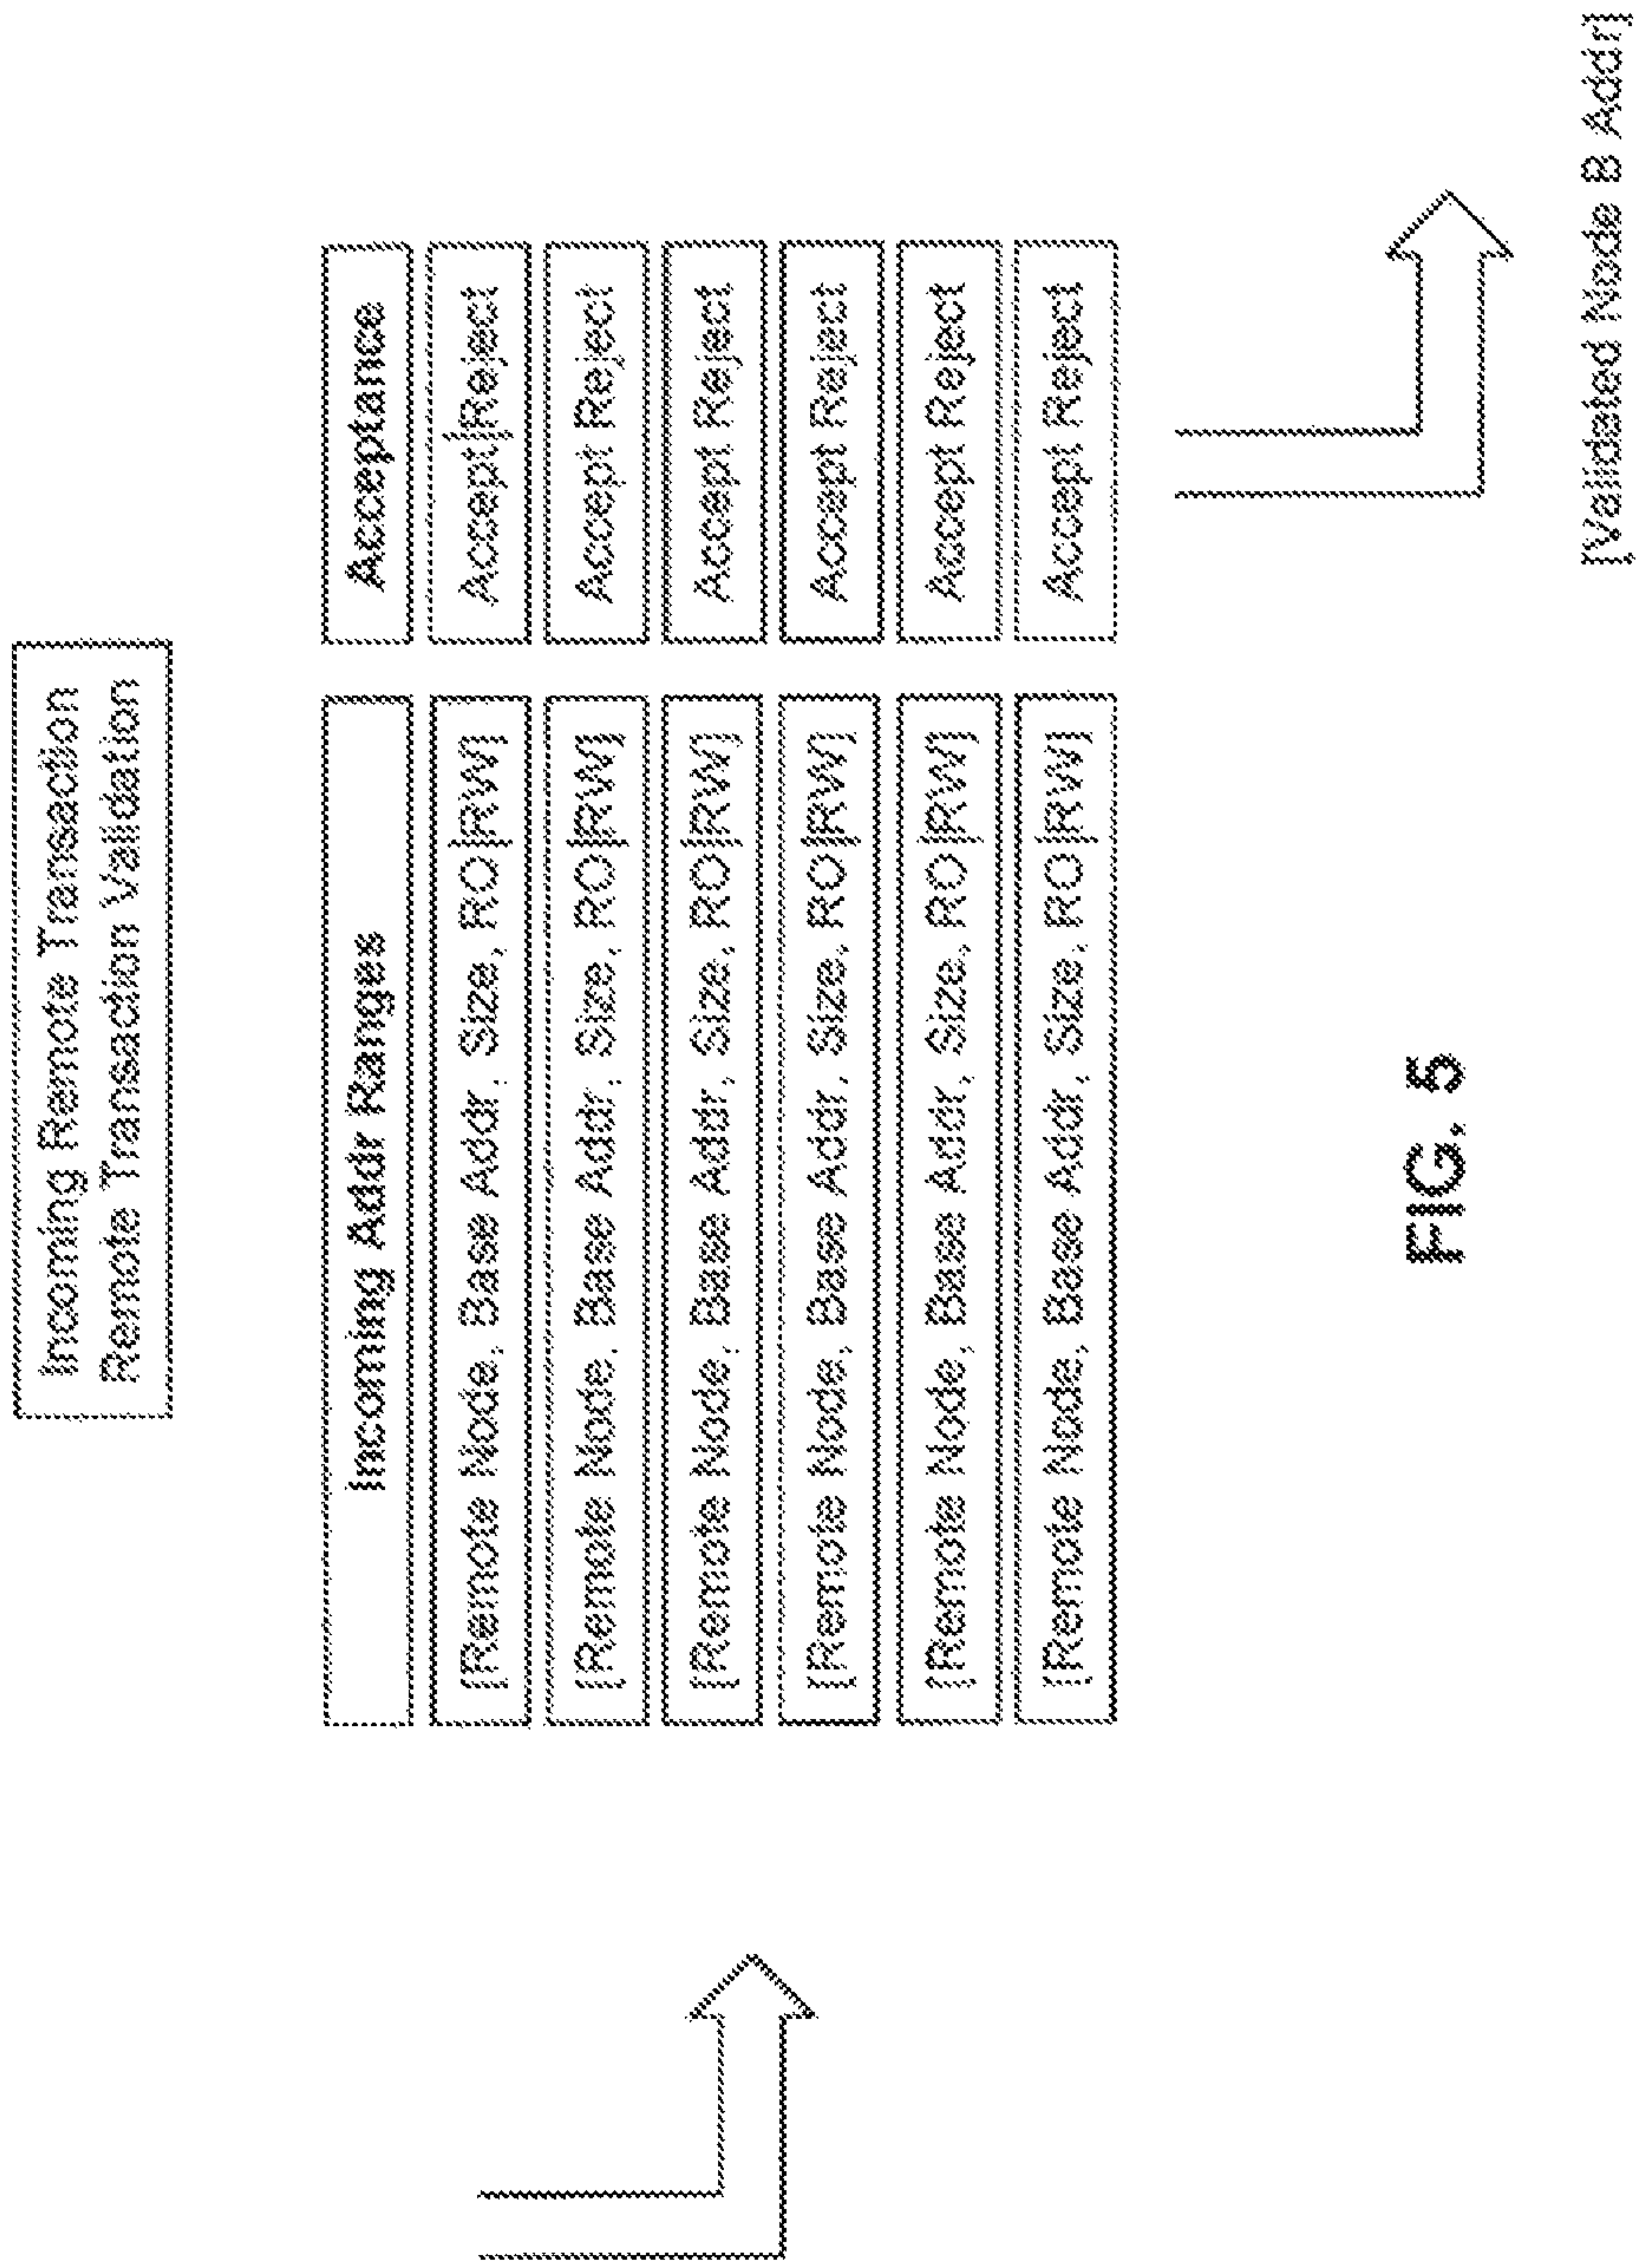 Incoming Remote Transaction
Remote Transaction Validation
Incoming Addr Ranges
Acceptance
[Remote Node, Base Addr, Size, RO|RW]
Accept|Reject
[Remote Node, Base Addr, Size, RO|RW]
Accept Reject
[Remote Node, Base Addr, Size, RO|RW]
Accept Reject
[Remote Node, Base Addr, Size, RO|RW]
Accept Reject
[Remote Node, Base Addr, Size, RO|RW]
Accept Reject
[Remote Node, Base Addr, Size, RO|RW]
Accept Reject
[Validated Node B Addr]
FIG. 5